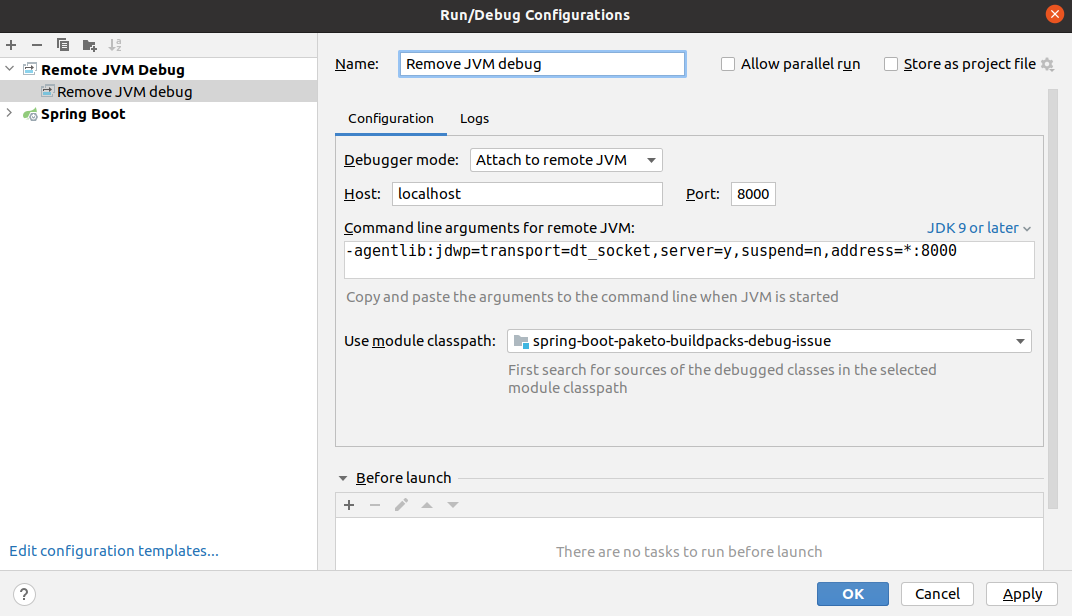 Run/Debug Configurations
Remote JVM Debug
Remove JVM debug
Spring Boot
Edit configuration templates...
Name: Remove JVM debug Allow parallel run Store as project file
Configuration Logs
Debugger mode: Attach to remote JVM
Host: localhost Port: 8000
Command line arguments for remote JVM: JDK 9 or later
-agentlib:jdwp=transport=dt_socket,server=y,suspend=n,address=*:8000
Copy and paste the arguments to the command line when JVM is started
Use module classpath: spring-boot-paketo-buildpacks-debug-issue
First search for sources of the debugged classes in the selected
module classpath
Before launch
There are no tasks to run before launch
? OK Cancel Apply